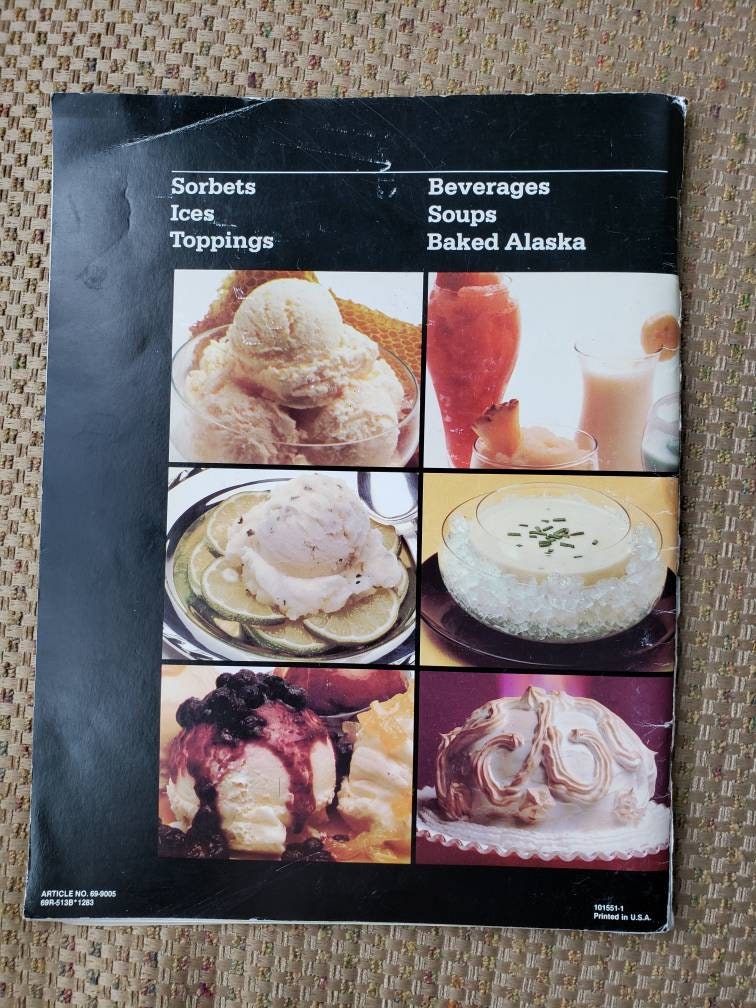 Sorbets
Ices
Toppings
Beverages
Soups
Baked Alaska
ARTICLE NO. 69-9005
69R-513B*1283
101551-1
Printed in U.S.A.